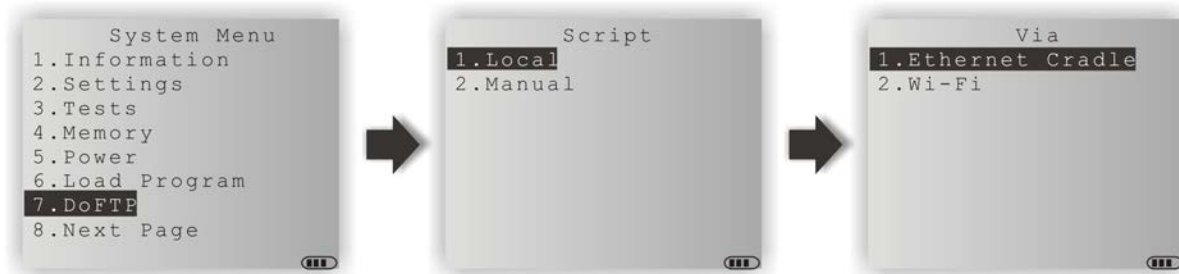 System Menu
1.Information
2.Settings
3.Tests
4.Memory
5.Power
6.Load Program
7.DoFTP
8.Next Page
Script
1.Local
2.Manual
Via
1.Ethernet Cradle
2.Wi-Fi